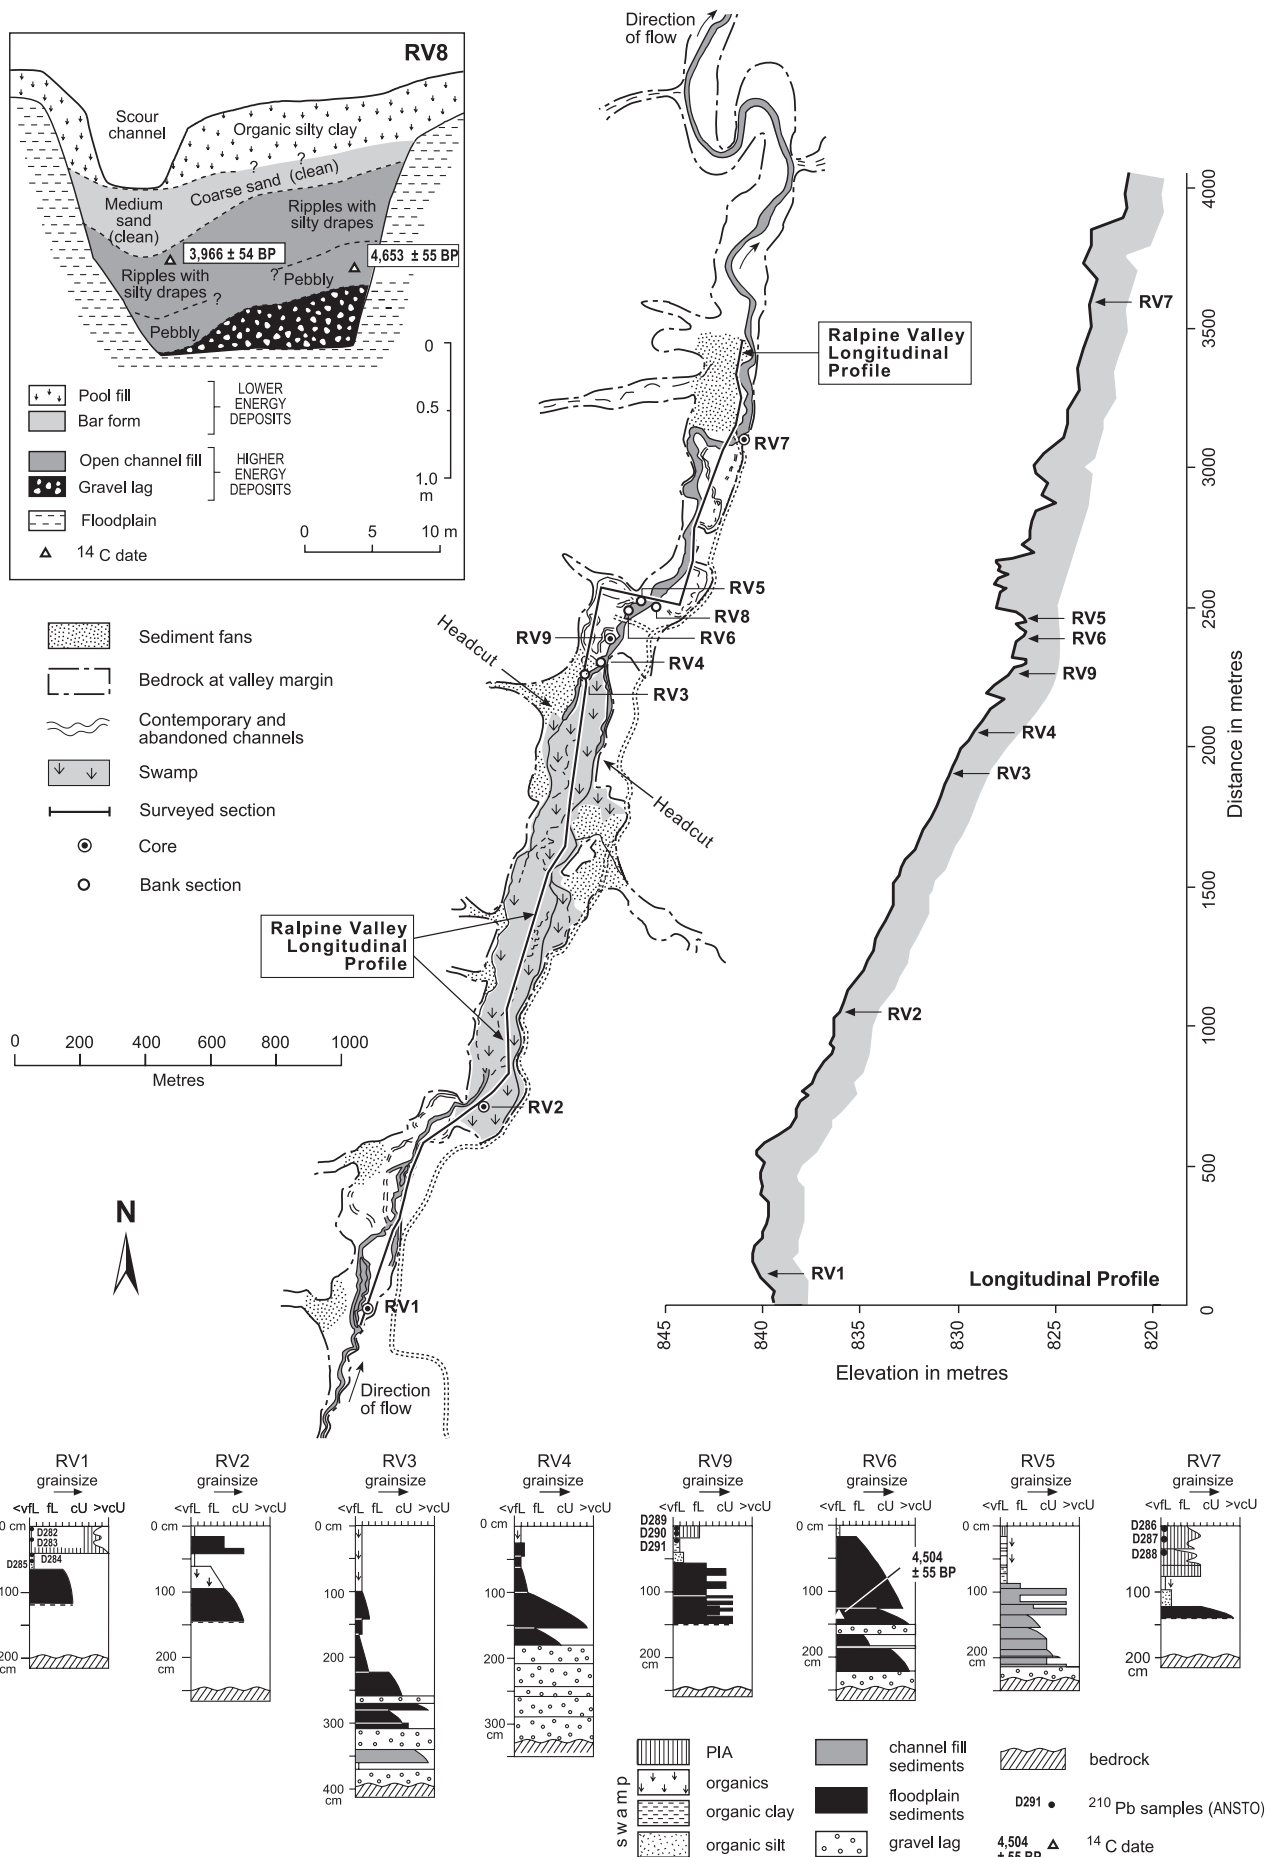 RV8
Scour
channel
Organic silty clay
?
?
Coarse sand (clean)
Medium
sand
(clean)
Ripples with
silty drapes
3,966 ± 54 BP
4,653 ± 55 BP
Ripples with
silty drapes
?
Pebbly
?
Pebbly
0
0.5
1.0
m
Pool fill
Bar form
LOWER
ENERGY
DEPOSITS
Open channel fill
Gravel lag
HIGHER
ENERGY
DEPOSITS
Floodplain
14 C date
0 5 10 m
Direction
of flow
Ralpine Valley
Longitudinal
Profile
RV7
RV5
RV8
RV6
RV9
RV4
RV3
Headcut
Headcut
Sediment fans
Bedrock at valley margin
Contemporary and
abandoned channels
Swamp
Surveyed section
Core
Bank section
Ralpine Valley
Longitudinal
Profile
0 200 400 600 800 1000
Metres
RV2
N
RV1
Direction
of flow
RV7
RV5
RV6
RV9
RV4
RV3
RV2
RV1
Longitudinal Profile
4000
3500
3000
2500
2000
1500
1000
500
0
Distance in metres
845 840 835 830 825 820
Elevation in metres
RV1
grainsize
<vfL fL cU >vcU
0 cm
D282
D283
D284
D285
100
200
cm
RV2
grainsize
<vfL fL cU >vcU
0 cm
100
200
cm
RV3
grainsize
<vfL fL cU >vcU
0 cm
100
200
300
400
cm
RV4
grainsize
<vfL fL cU >vcU
0 cm
100
200
300
cm
RV9
grainsize
<vfL fL cU >vcU
D289
0 cm
D290
D291
100
200
cm
RV6
grainsize
<vfL fL cU >vcU
0 cm
4,504
± 55 BP
100
200
cm
RV5
grainsize
<vfL fL cU >vcU
0 cm
100
200
cm
RV7
grainsize
<vfL fL cU >vcU
D286
0 cm
D287
D288
100
200
cm
swamp
PIA
organics
organic clay
organic silt
channel fill
sediments
floodplain
sediments
gravel lag
bedrock
D291
210 Pb samples (ANSTO)
4,504
± 55 BP
14 C date